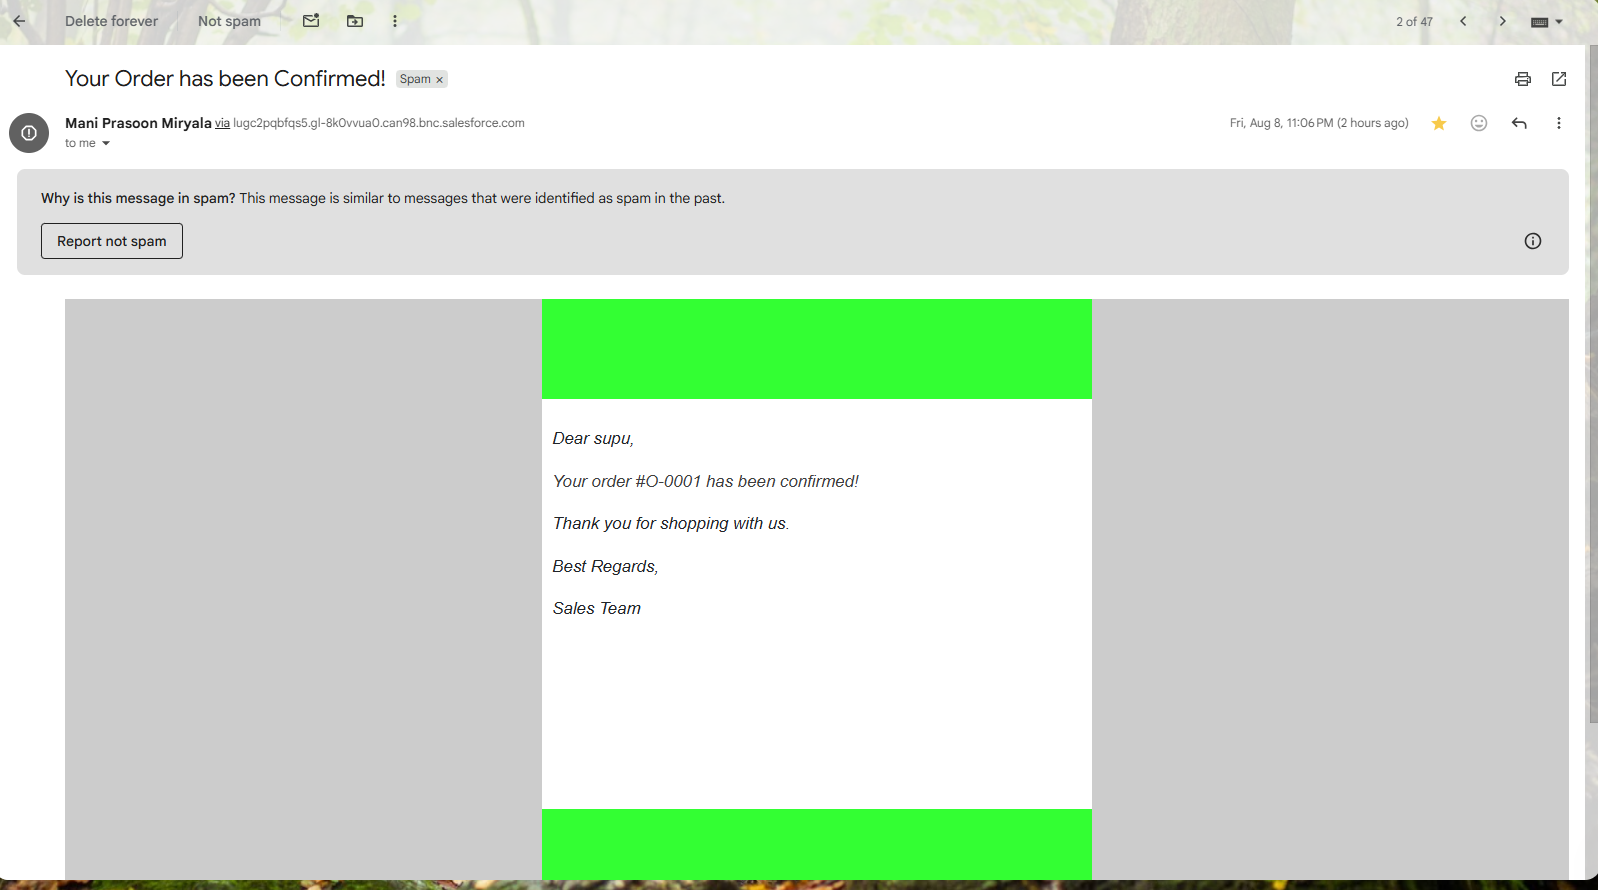 Delete forever Not spam 2 of 47
Your Order has been Confirmed! Spam ×
Mani Prasoon Miryala via lugc2pqbfqs5.gl-8k0vvua0.can98.bnc.salesforce.com Fri, Aug 8, 11:06 PM (2 hours ago)
to me
Why is this message in spam? This message is similar to messages that were identified as spam in the past.
Report not spam
Dear supu,
Your order #O-0001 has been confirmed!
Thank you for shopping with us.
Best Regards,
Sales Team